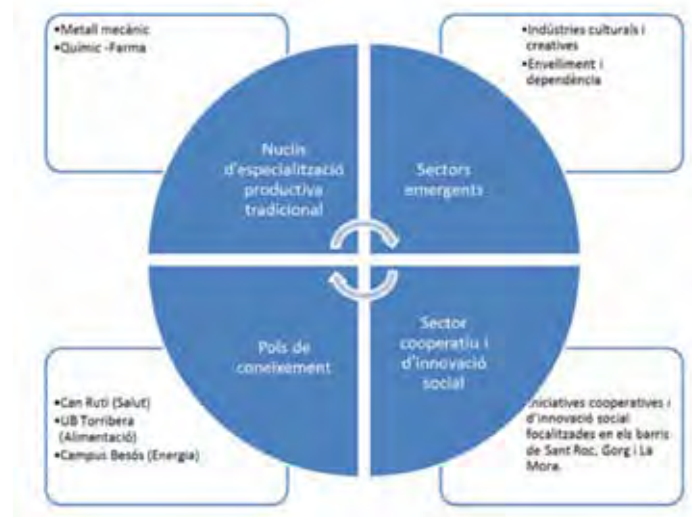 •Metall mecànic
•Químic -Farma
•Indústries culturals i
creatives
•Envelliment i
dependència
Nuclis
d'especialització
productiva
tradicional
Sectors
emergents
Pols de
coneixement
Sector
cooperatiu i
d'innovació
social
•Can Ruti (Salut)
•UB Torribera
(Alimentació)
•Campus Besós (Energia)
Iniciatives cooperatives i
d'innovació social
focalitzades en els barris
de Sant Roc, Gorg i La
Mora.